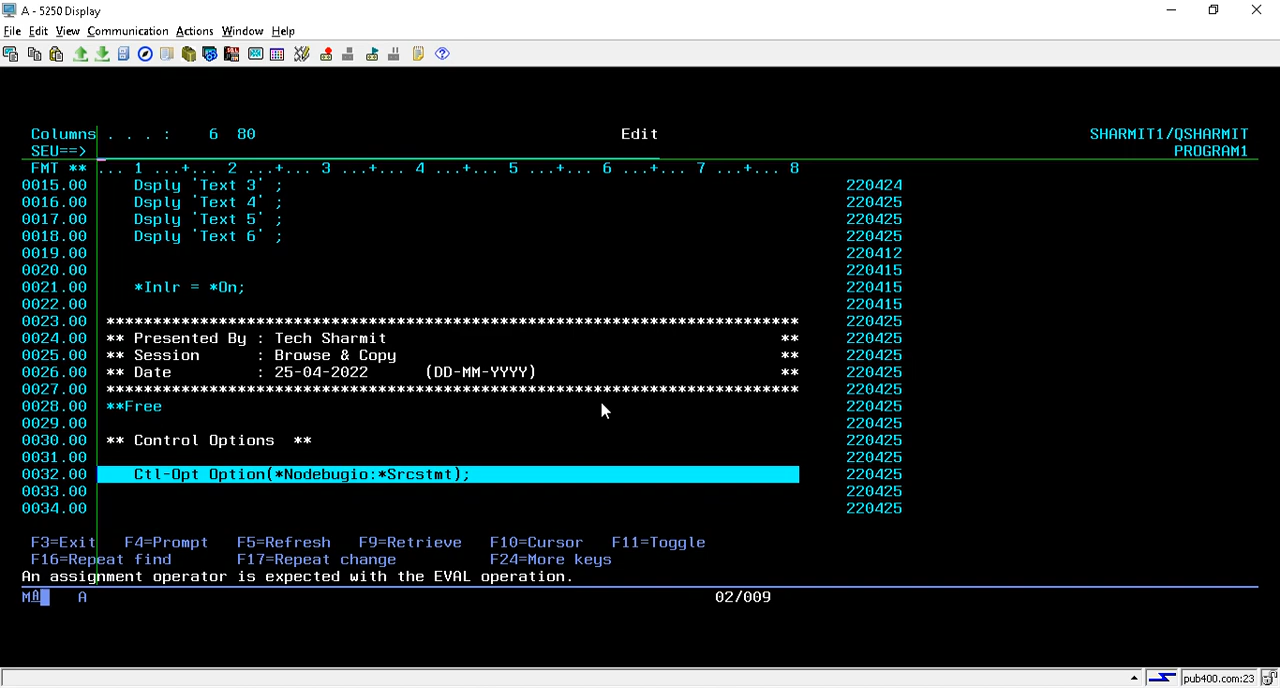 A - 5250 Display
File Edit View Communication Actions Window Help
Columns . . . : 6 80 Edit SHARMIT1/QSHARMIT
SEU==> PROGRAM1
FMT ** ... 1 ...+... 2 ...+... 3 ...+... 4 ...+... 5 ...+... 6 ...+... 7 ...+... 8
0015.00 Dsply 'Text 3' ; 220424
0016.00 Dsply 'Text 4' ; 220425
0017.00 Dsply 'Text 5' ; 220425
0018.00 Dsply 'Text 6' ; 220425
0019.00 220412
0020.00 220415
0021.00 *Inlr = *On; 220415
0022.00 220415
0023.00 ************************************************************************** 220425
0024.00 ** Presented By : Tech Sharmit ** 220425
0025.00 ** Session : Browse & Copy ** 220425
0026.00 ** Date : 25-04-2022 (DD-MM-YYYY) ** 220425
0027.00 ************************************************************************** 220425
0028.00 **Free 220425
0029.00 220425
0030.00 ** Control Options ** 220425
0031.00 220425
0032.00 Ctl-Opt Option(*Nodebugio:*Srcstmt); 220425
0033.00 220425
0034.00 220425
F3=Exit F4=Prompt F5=Refresh F9=Retrieve F10=Cursor F11=Toggle
F16=Repeat find F17=Repeat change F24=More keys
An assignment operator is expected with the EVAL operation.
MA A 02/009
pub400.com:23